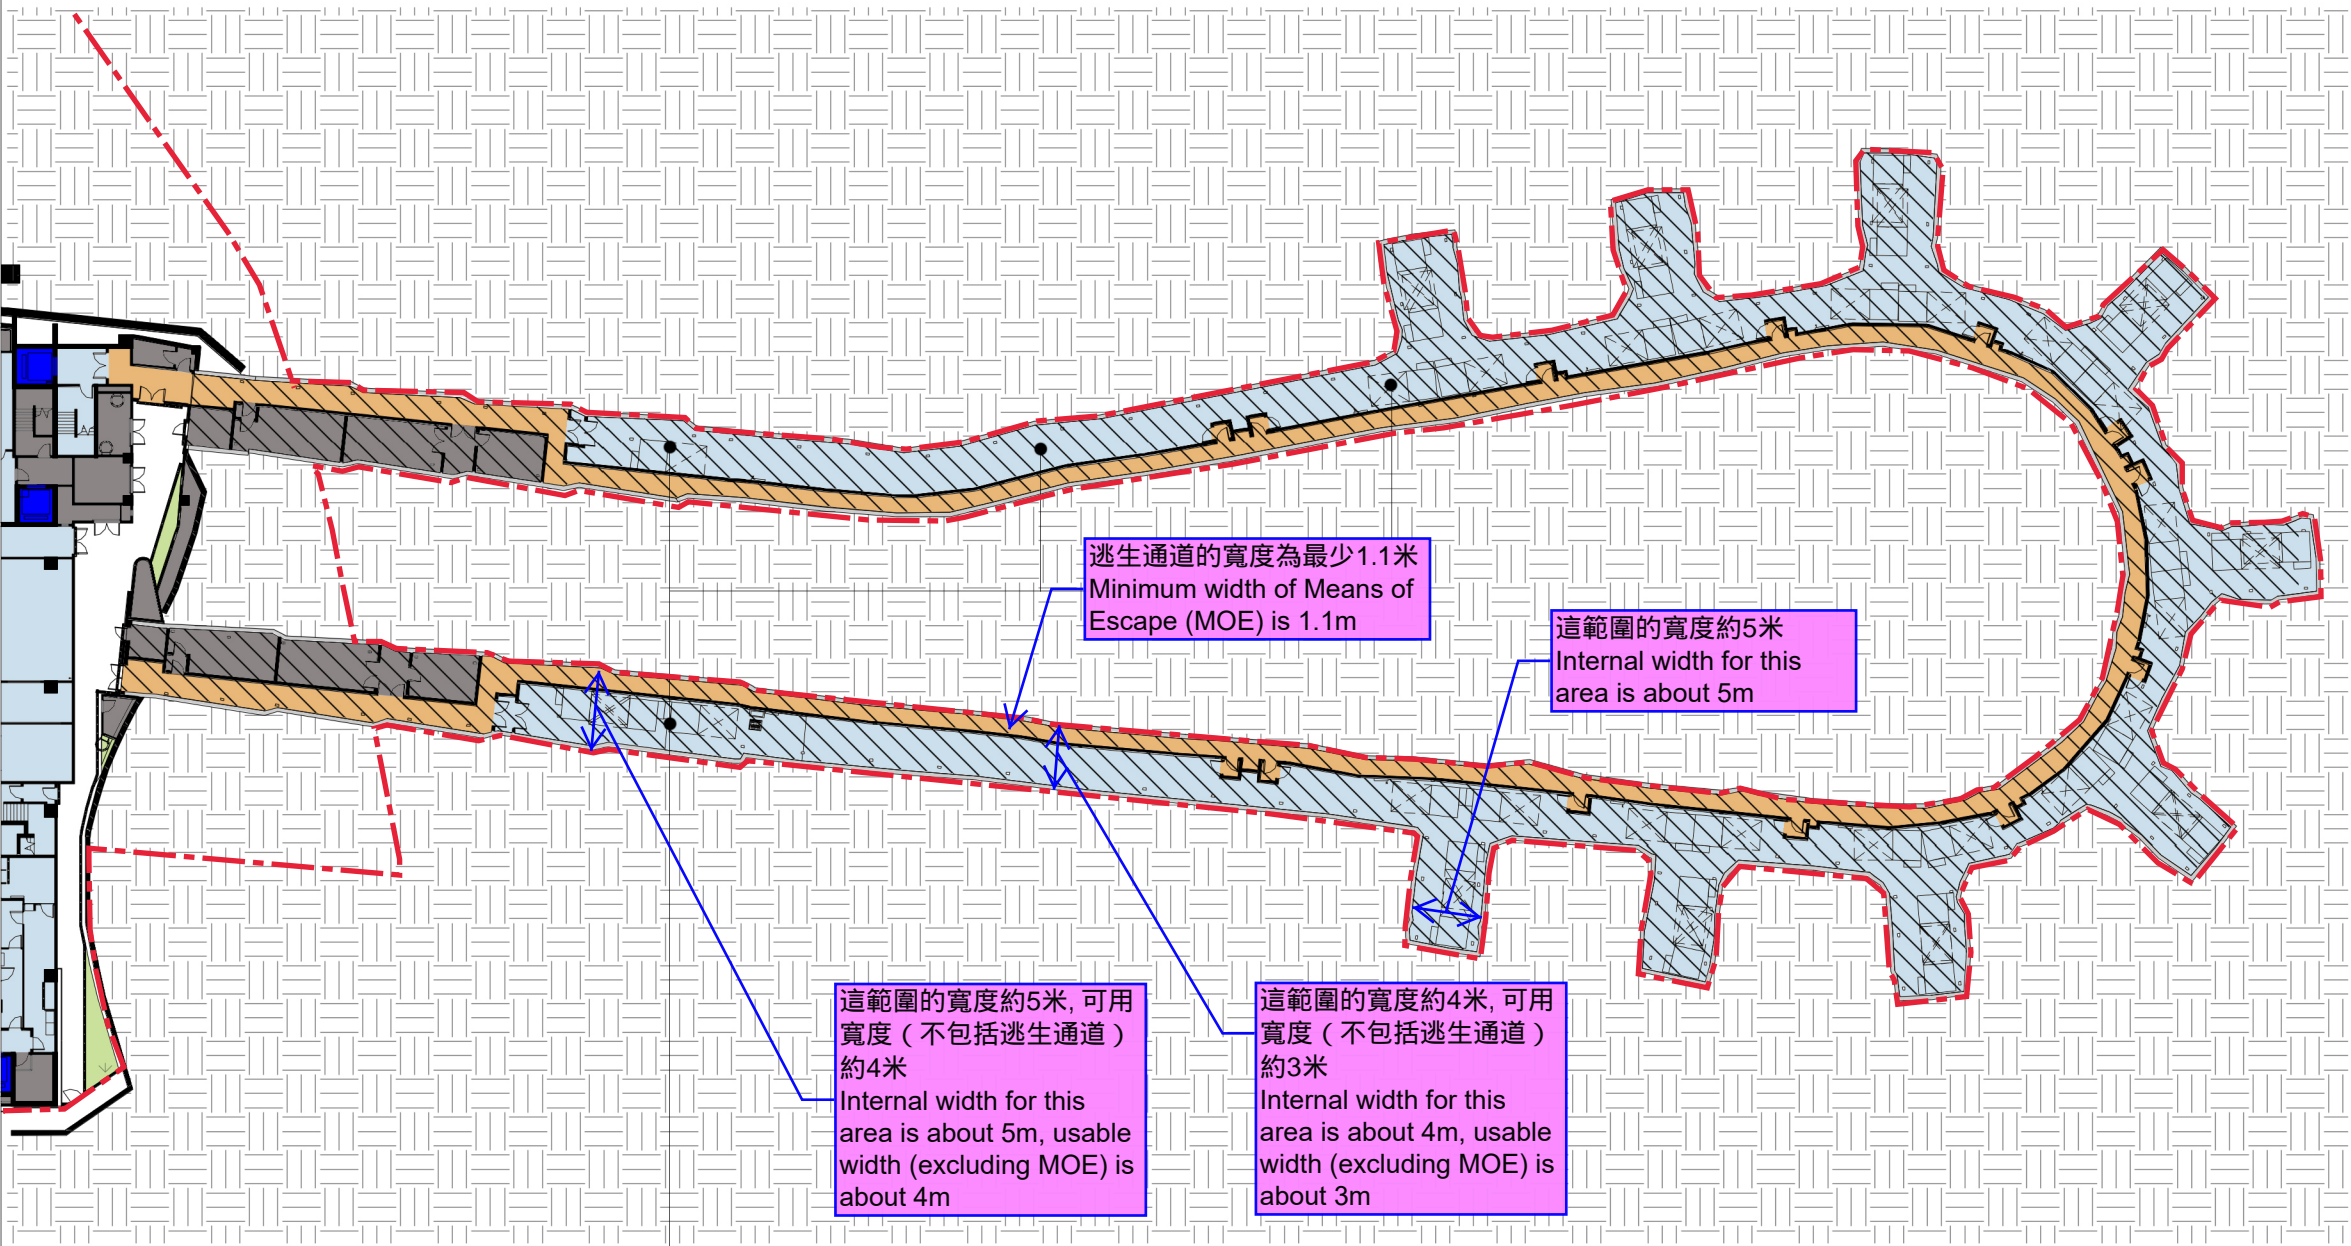 逃生通道的寬度為最少1.1米
Minimum width of Means of
Escape (MOE) is 1.1m
這範圍的寬度約5米
Internal width for this
area is about 5m
這範圍的寬度約5米, 可用
寬度（不包括逃生通道）
約4米
Internal width for this
area is about 5m, usable
width (excluding MOE) is
about 4m
這範圍的寬度約4米, 可用
寬度（不包括逃生通道）
約3米
Internal width for this
area is about 4m, usable
width (excluding MOE) is
about 3m